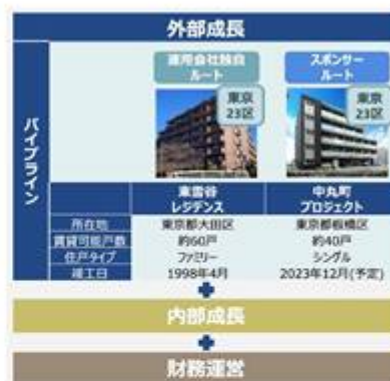 外部成長
パイプライン
運用会社独自
ルート
スポンサー
ルート
東京
23区
東京
23区
東雪谷
レジデンス
中丸町
プロジェクト
所在地 東京都大田区 東京都板橋区
賃貸可能戸数 約60戸 約40戸
住戸タイプ ファミリー シングル
竣工日 1998年4月 2023年12月(予定)
内部成長
財務運営